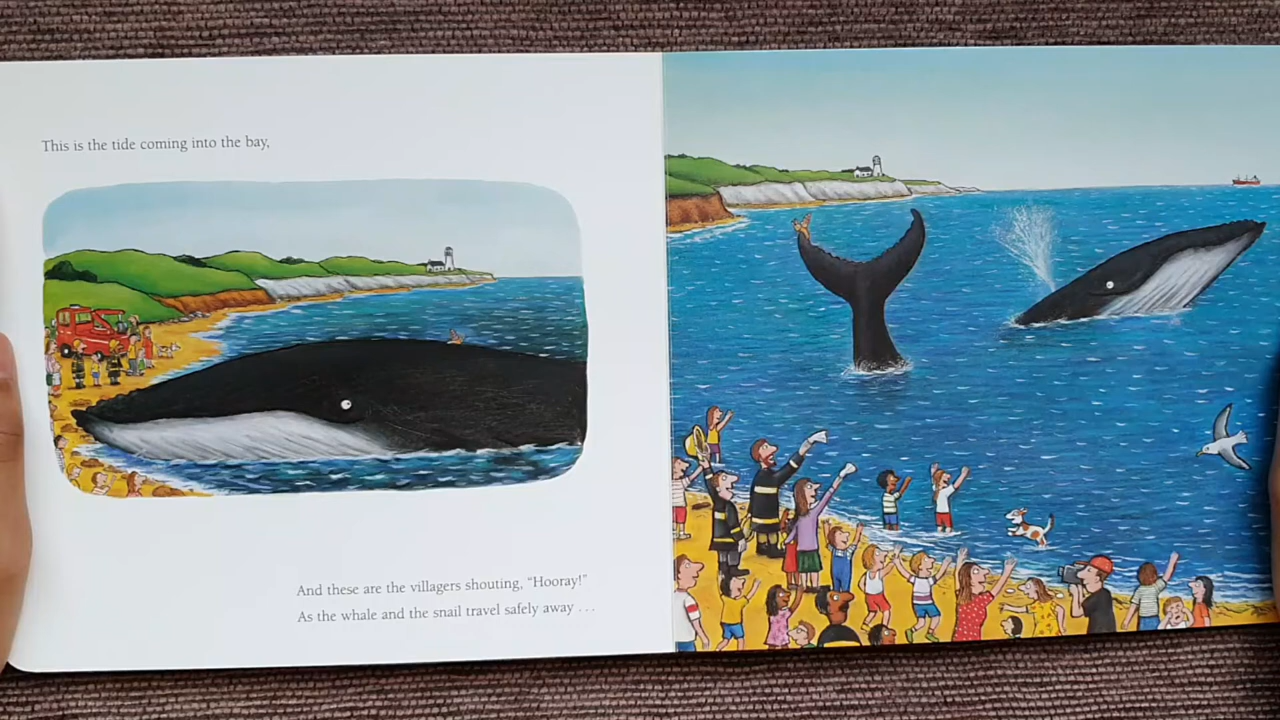 This is the tide coming into the bay,
And these are the villagers shouting, “Hooray!”
As the whale and the snail travel safely away . . .